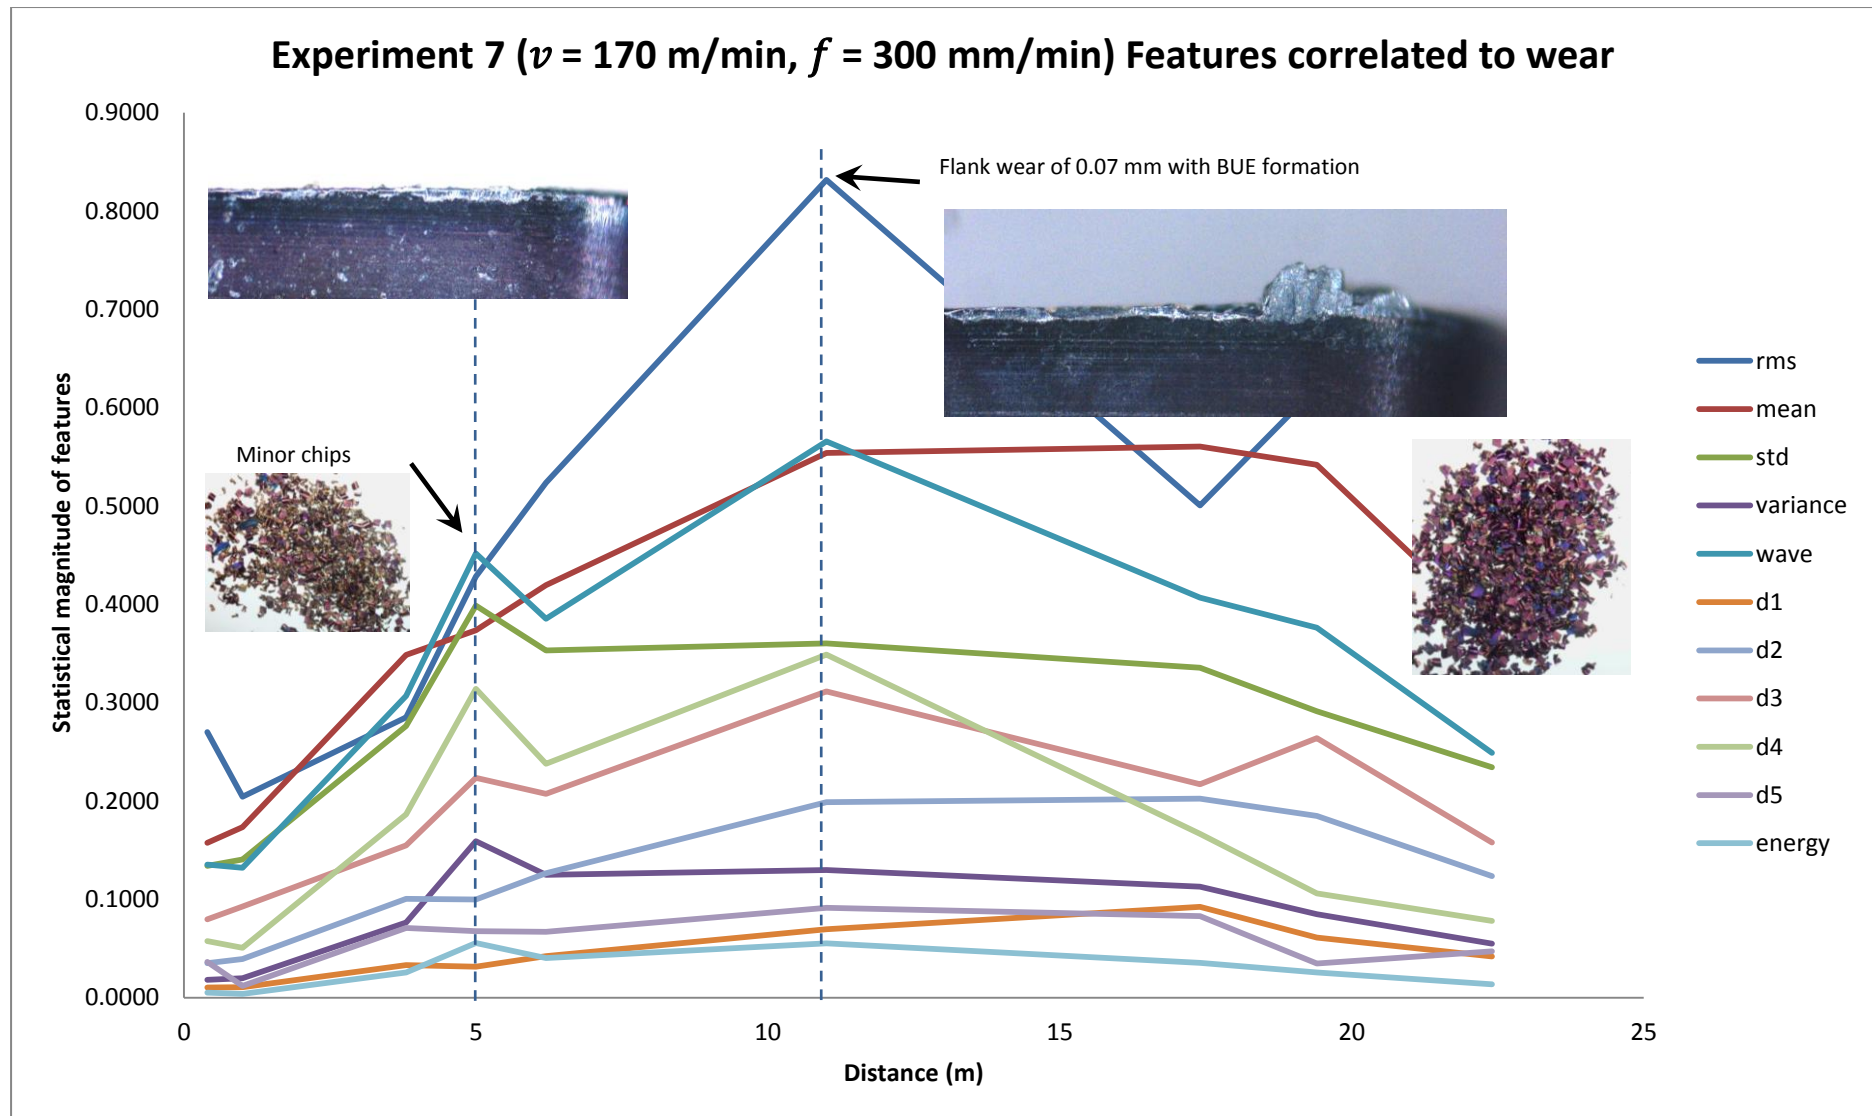 Experiment 7 (𝑣 = 170 m/min, 𝑓 = 300 mm/min) Features correlated to wear
0.9000
0.8000
0.7000
0.6000
0.5000
0.4000
0.3000
0.2000
0.1000
0.0000
Statistical magnitude of features
Flank wear of 0.07 mm with BUE formation
Minor chips
rms
mean
std
variance
wave
d1
d2
d3
d4
d5
energy
0 5 10 15 20 25
Distance (m)